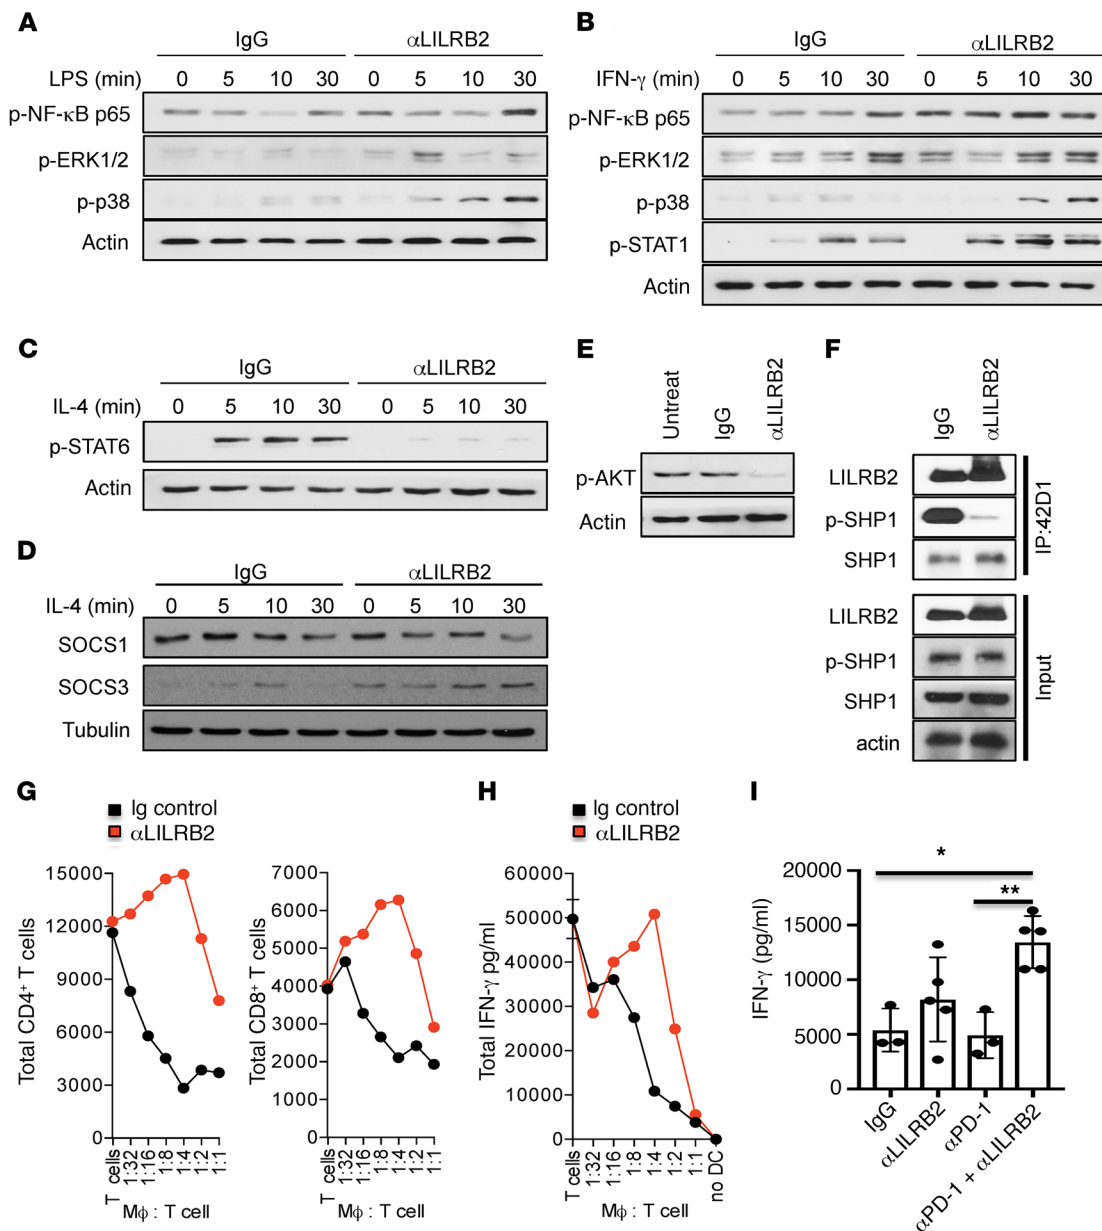 A
IgG αLILRB2
LPS (min) 0 5 10 30 0 5 10 30
p-NF-κB p65
p-ERK1/2
p-p38
Actin
B
IgG αLILRB2
IFN-γ (min) 0 5 10 30 0 5 10 30
p-NF-κB p65
p-ERK1/2
p-p38
p-STAT1
Actin
C
IgG αLILRB2
IL-4 (min) 0 5 10 30 0 5 10 30
p-STAT6
Actin
D
IgG αLILRB2
IL-4 (min) 0 5 10 30 0 5 10 30
SOCS1
SOCS3
Tubulin
E
Untreat IgG αLILRB2
p-AKT
Actin
F
IgG αLILRB2
LILRB2
p-SHP1
SHP1
IP:42D1
LILRB2
p-SHP1
SHP1
actin
Input
G
Ig control
αLILRB2
Total CD4⁺ T cells
15000
12000
9000
6000
3000
0
T cells 1:32 1:16 1:8 1:4 1:2 1:1
Mϕ : T cell
Total CD8⁺ T cells
7000
6000
5000
4000
3000
2000
1000
0
T cells 1:32 1:16 1:8 1:4 1:2 1:1
Mϕ : T cell
H
Ig control
αLILRB2
Total IFN-γ pg/ml
60000
50000
40000
30000
20000
10000
0
T cells 1:32 1:16 1:8 1:4 1:2 1:1 no DC
Mϕ : T cell
I
IFN-γ (pg/ml)
20000
15000
10000
5000
0
*
**
IgG αLILRB2 αPD-1 αPD-1 + αLILRB2